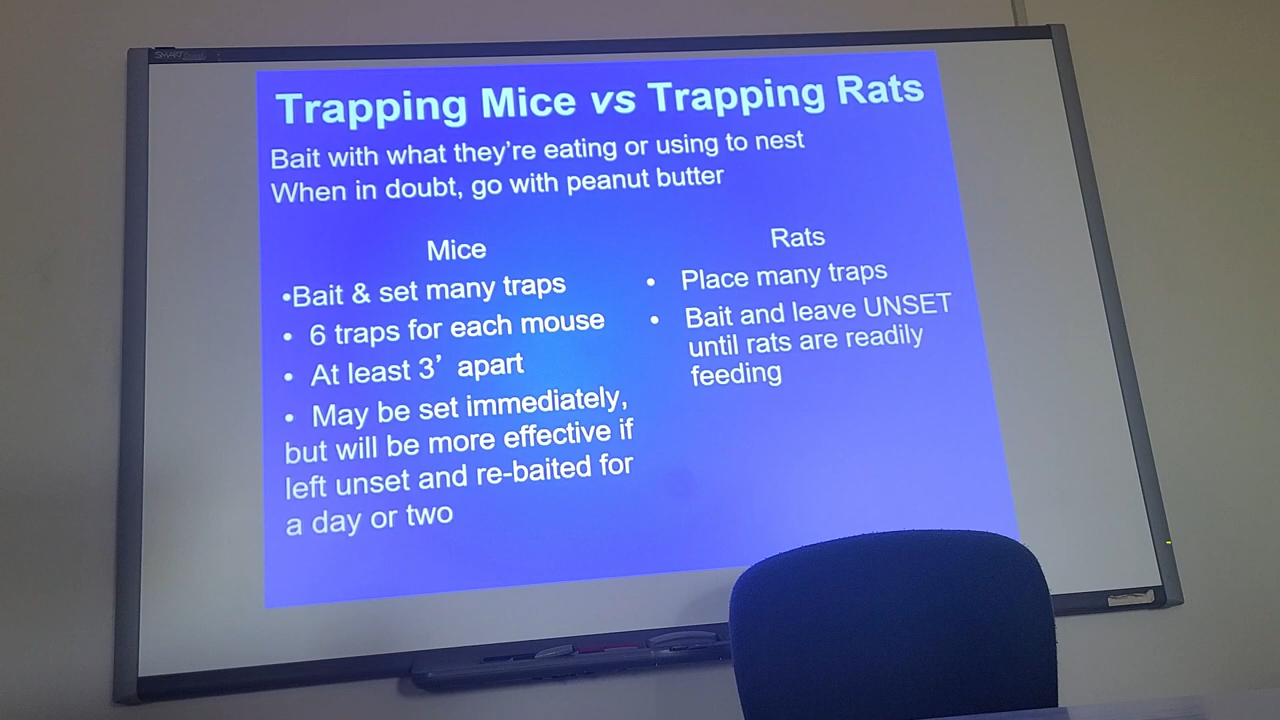 SMART
Trapping Mice vs Trapping Rats
Bait with what they're eating or using to nest
When in doubt, go with peanut butter
Mice
•Bait & set many traps
• 6 traps for each mouse
• At least 3’ apart
• May be set immediately,
but will be more effective if
left unset and re-baited for
a day or two
Rats
• Place many traps
• Bait and leave UNSET
until rats are readily
feeding